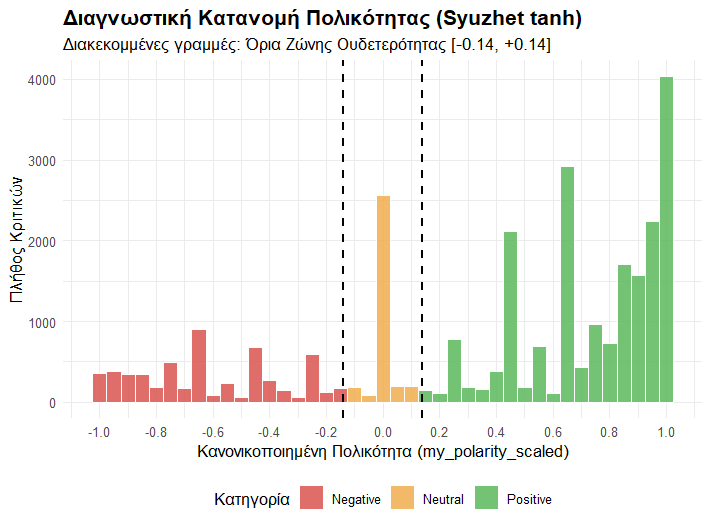 Διαγνωστική Κατανομή Πολικότητας (Syuzhet tanh)
Διακεκομμένες γραμμές: Όρια Ζώνης Ουδετερότητας [-0.14, +0.14]
Πλήθος Κριτικών
4000
3000
2000
1000
0
-1.0 -0.8 -0.6 -0.4 -0.2 0.0 0.2 0.4 0.6 0.8 1.0
Κανονικοποιημένη Πολικότητα (my_polarity_scaled)
Κατηγορία Negative Neutral Positive